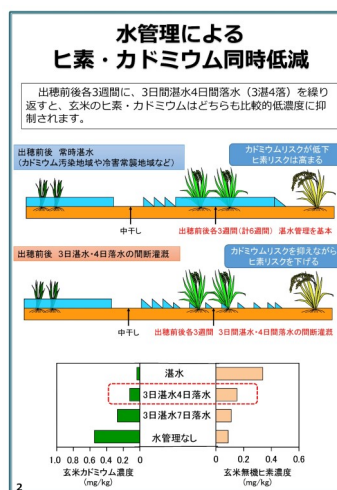 水管理による
ヒ素・カドミウム同時低減
出穂前後各3週間に、3日間湛水4日間落水（3湛4落）を繰り
返すと、玄米のヒ素・カドミウムはどちらも比較的低濃度に抑
制されます。
出穂前後 常時湛水
（カドミウム汚染地域や冷害常襲地域など）
カドミウムリスクが低下
ヒ素リスクは高まる
中干し
出穂前後各3週間（計6週間） 湛水管理を基本
出穂前後 3日湛水・4日落水の間断灌漑
カドミウムリスクを抑えながら
ヒ素リスクを下げる
中干し
出穂前後各3週間 3日間湛水・4日間落水の間断灌漑
湛水
3日湛水4日落水
3日湛水7日落水
水管理なし
1.0 0.8 0.6 0.4 0.2 0
0 0.2 0.4 0.6
玄米カドミウム濃度
（mg/kg）
玄米無機ヒ素濃度
（mg/kg）
2